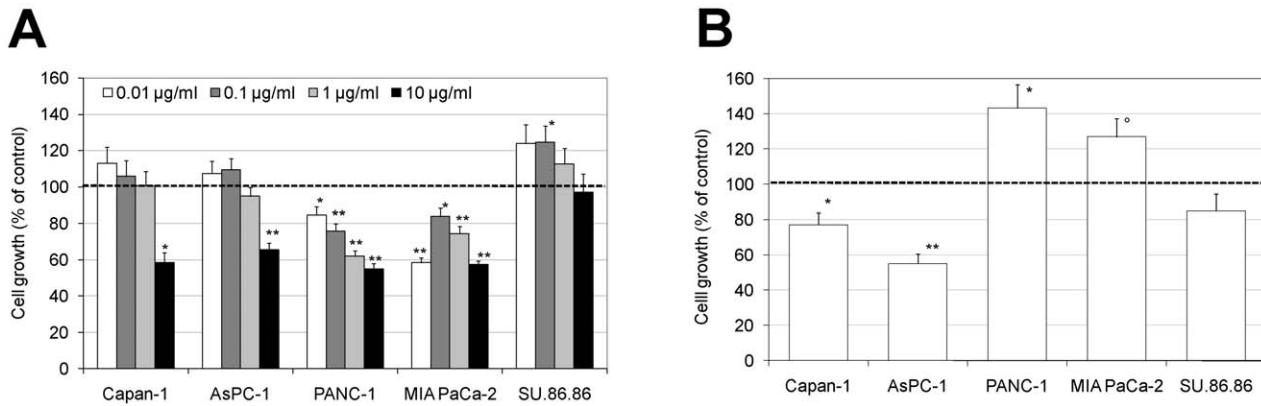 A
B
Cell growth (% of control)
160
140
120
100
80
60
40
20
0
0.01 µg/ml 0.1 µg/ml 1 µg/ml 10 µg/ml
* ** * ** ** ** ** * ** ** *
Capan-1 AsPC-1 PANC-1 MIA PaCa-2 SU.86.86
Celll growth (% of control)
160
140
120
100
80
60
40
20
0
* ** * °
Capan-1 AsPC-1 PANC-1 MIA PaCa-2 SU.86.86